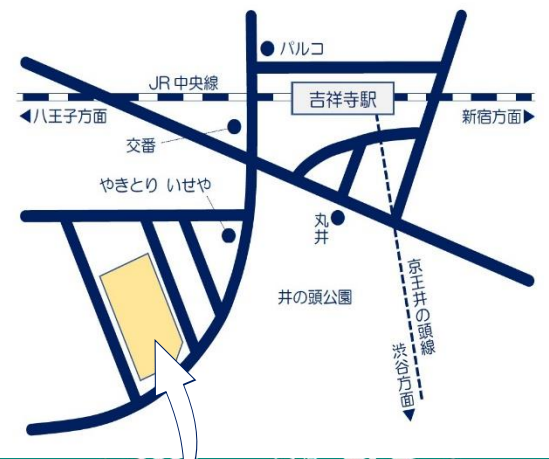 パルコ
JR中央線
吉祥寺駅
◀八王子方面
新宿方面▶
交番
やきとり いせや
丸井
井の頭公園
京王井の頭線
渋谷方面▶